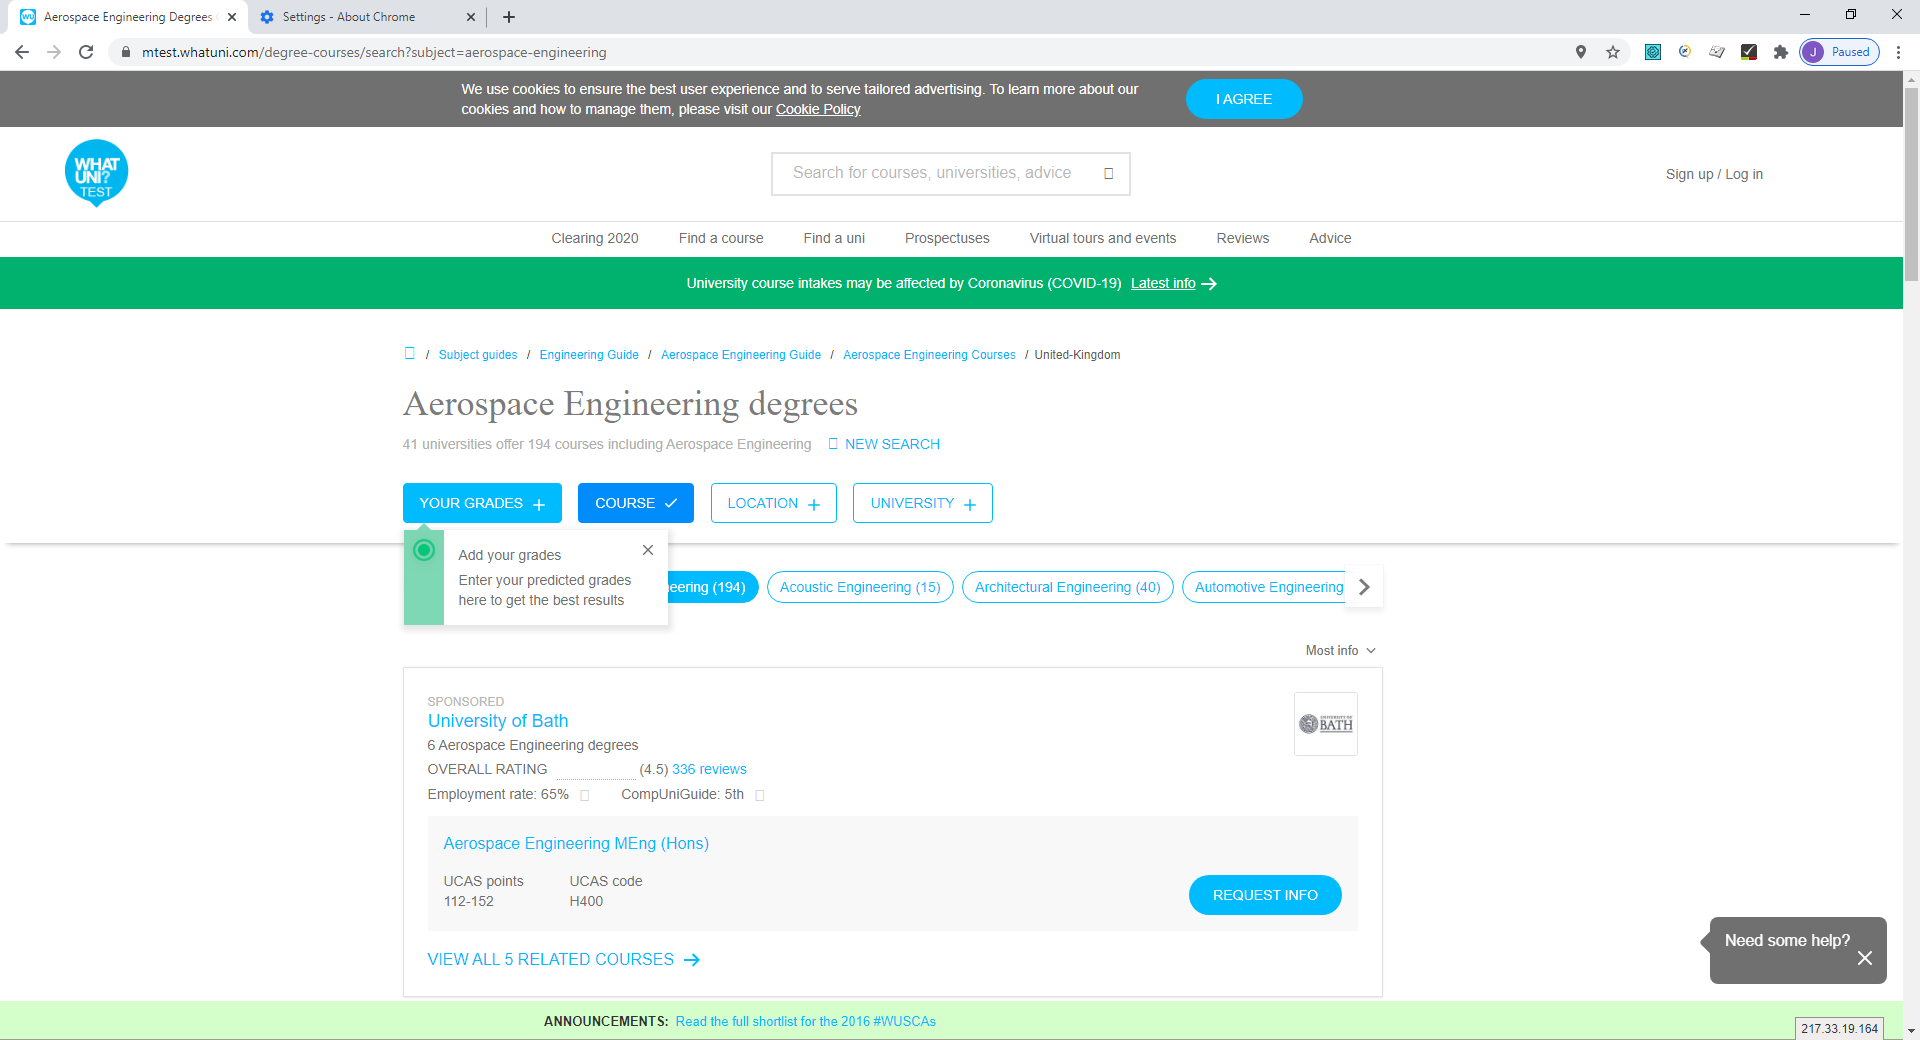 Aerospace Engineering Degrees
Settings - About Chrome
mtest.whatuni.com/degree-courses/search?subject=aerospace-engineering
J Paused
We use cookies to ensure the best user experience and to serve tailored advertising. To learn more about our
cookies and how to manage them, please visit our Cookie Policy
I AGREE
WHAT
UNI?
TEST
Search for courses, universities, advice
Sign up / Log in
Clearing 2020 Find a course Find a uni Prospectuses Virtual tours and events Reviews Advice
University course intakes may be affected by Coronavirus (COVID-19) Latest info
/ Subject guides / Engineering Guide / Aerospace Engineering Guide / Aerospace Engineering Courses / United-Kingdom
Aerospace Engineering degrees
41 universities offer 194 courses including Aerospace Engineering NEW SEARCH
YOUR GRADES COURSE LOCATION UNIVERSITY
Add your grades
Enter your predicted grades
here to get the best results
neering (194) Acoustic Engineering (15) Architectural Engineering (40) Automotive Engineering
Most info
SPONSORED
University of Bath
UNIVERSITY OF
BATH
6 Aerospace Engineering degrees
OVERALL RATING (4.5) 336 reviews
Employment rate: 65% CompUniGuide: 5th
Aerospace Engineering MEng (Hons)
UCAS points UCAS code
112-152 H400
REQUEST INFO
VIEW ALL 5 RELATED COURSES
Need some help?
ANNOUNCEMENTS: Read the full shortlist for the 2016 #WUSCAs
217.33.19.164